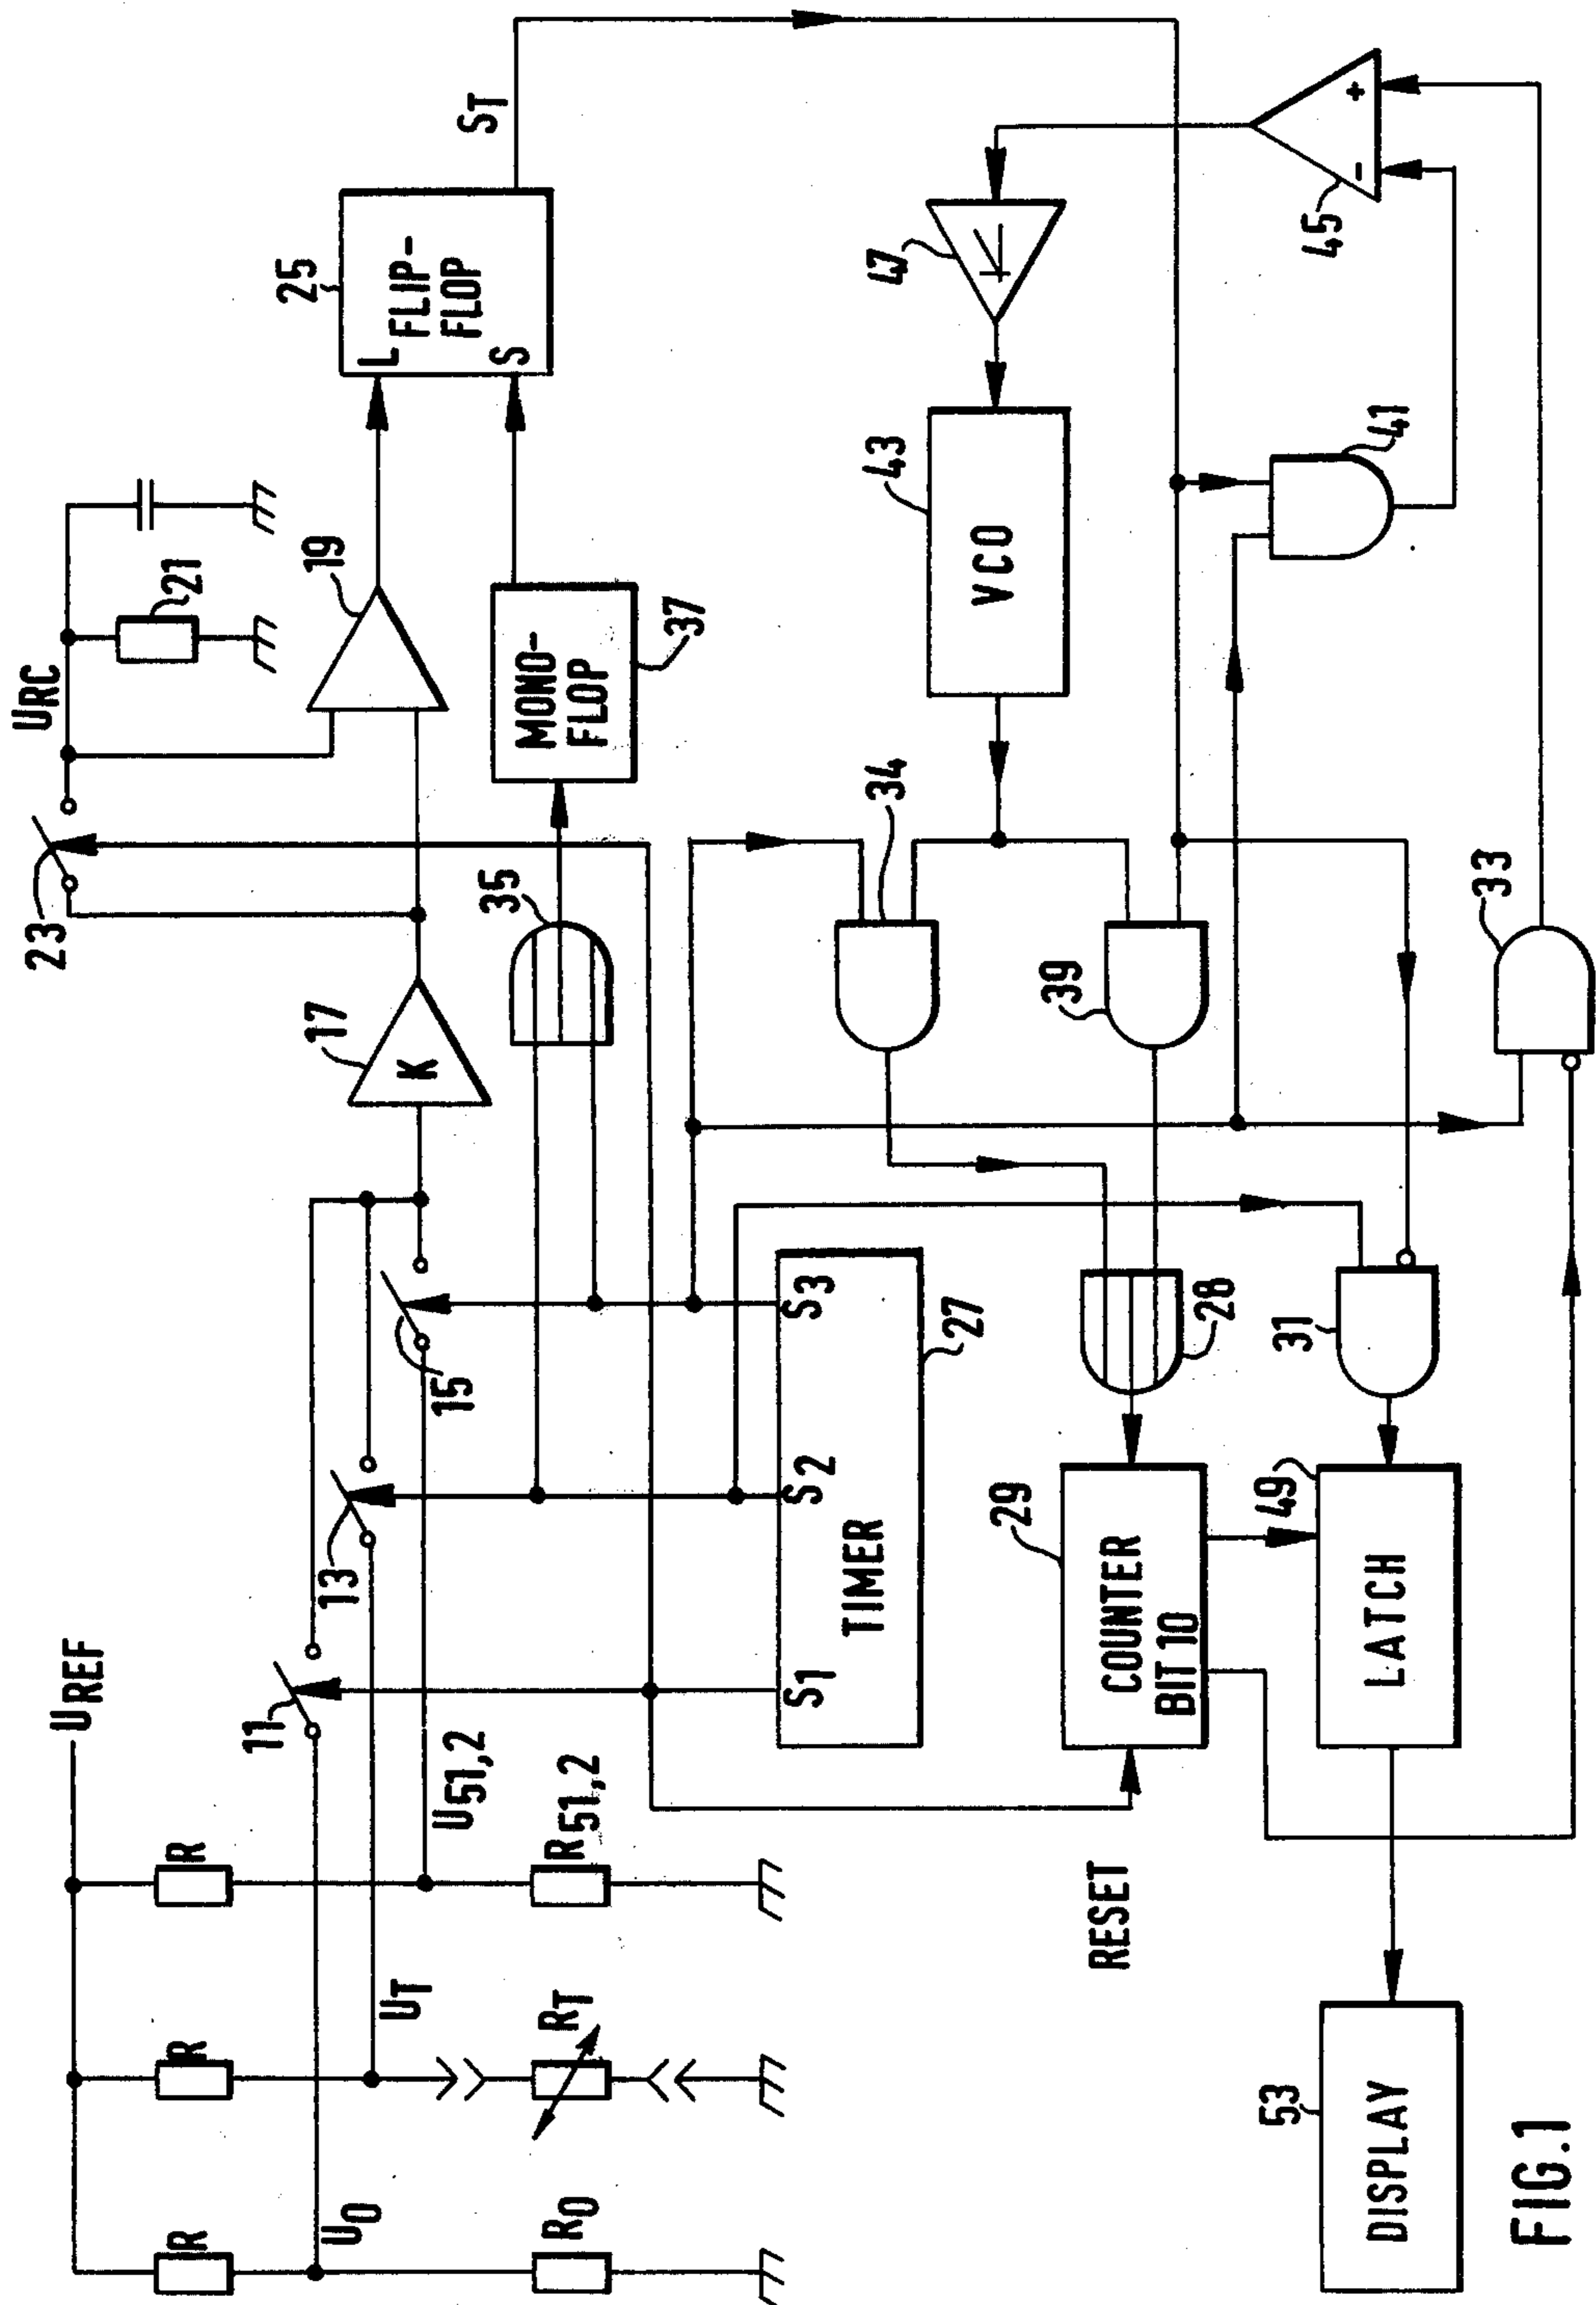 UREF
R
R
R
U0
UT
U51,2
R0
RT
R51,2
11
13
15
17
K
23
URC
21
19
25
L
FLIP-
FLOP
S
ST
35
MONO-
FLOP
37
S1
S2
S3
TIMER
27
34
39
VCO
43
47
45
-
+
41
33
28
31
RESET
29
COUNTER
BIT 10
49
LATCH
53
DISPLAY
FIG.1